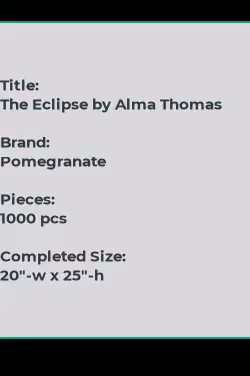 Title:
The Eclipse by Alma Thomas
Brand:
Pomegranate
Pieces:
1000 pcs
Completed Size:
20"-w x 25"-h